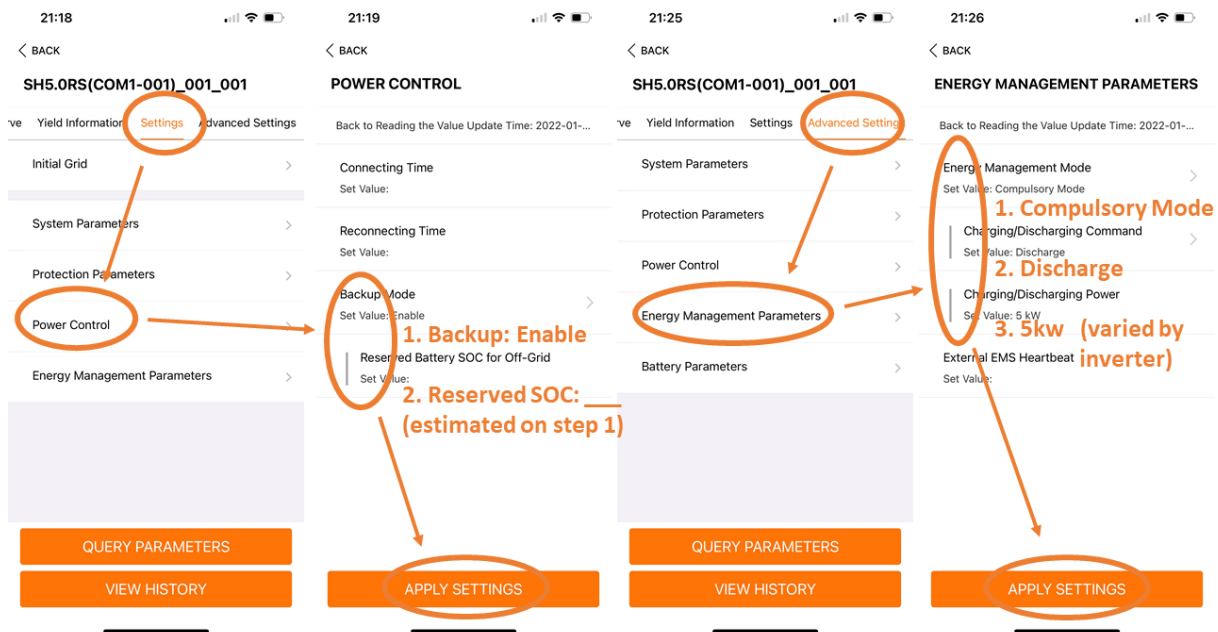 21:18
BACK
SH5.0RS(COM1-001)_001_001
rve Yield Information Settings Advanced Settings
Initial Grid
System Parameters
Protection Parameters
Power Control
Energy Management Parameters
QUERY PARAMETERS
VIEW HISTORY
21:19
BACK
POWER CONTROL
Back to Reading the Value Update Time: 2022-01-...
Connecting Time
Set Value:
Reconnecting Time
Set Value:
Backup Mode
Set Value: Enable
1. Backup: Enable
Reserved Battery SOC for Off-Grid
Set Value:
2. Reserved SOC: ___
(estimated on step 1)
APPLY SETTINGS
21:25
BACK
SH5.0RS(COM1-001)_001_001
rve Yield Information Settings Advanced Setting
System Parameters
Protection Parameters
Power Control
Energy Management Parameters
Battery Parameters
QUERY PARAMETERS
VIEW HISTORY
21:26
BACK
ENERGY MANAGEMENT PARAMETERS
Back to Reading the Value Update Time: 2022-01-...
Energy Management Mode
Set Value: Compulsory Mode
1. Compulsory Mode
Charging/Discharging Command
Set Value: Discharge
2. Discharge
Charging/Discharging Power
Set Value: 5 kW
3. 5kw (varied by
inverter)
External EMS Heartbeat
Set Value:
APPLY SETTINGS